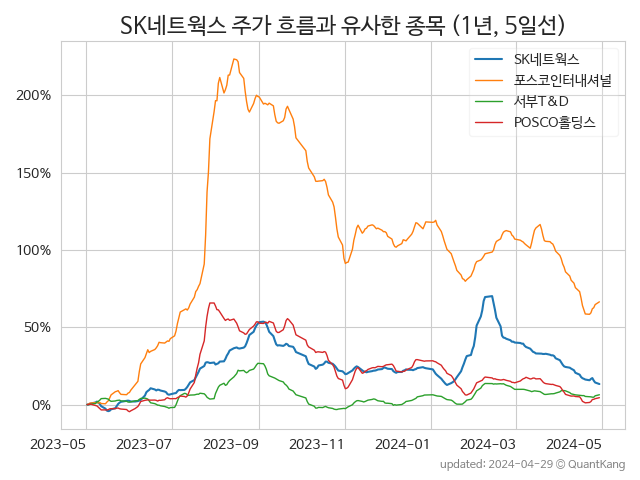 SK네트웍스 주가 흐름과 유사한 종목 (1년, 5일선)
SK네트웍스
포스코인터내셔널
서부T&D
POSCO홀딩스
200%
150%
100%
50%
0%
2023-05 2023-07 2023-09 2023-11 2024-01 2024-03 2024-05
updated: 2024-04-29 © QuantKang